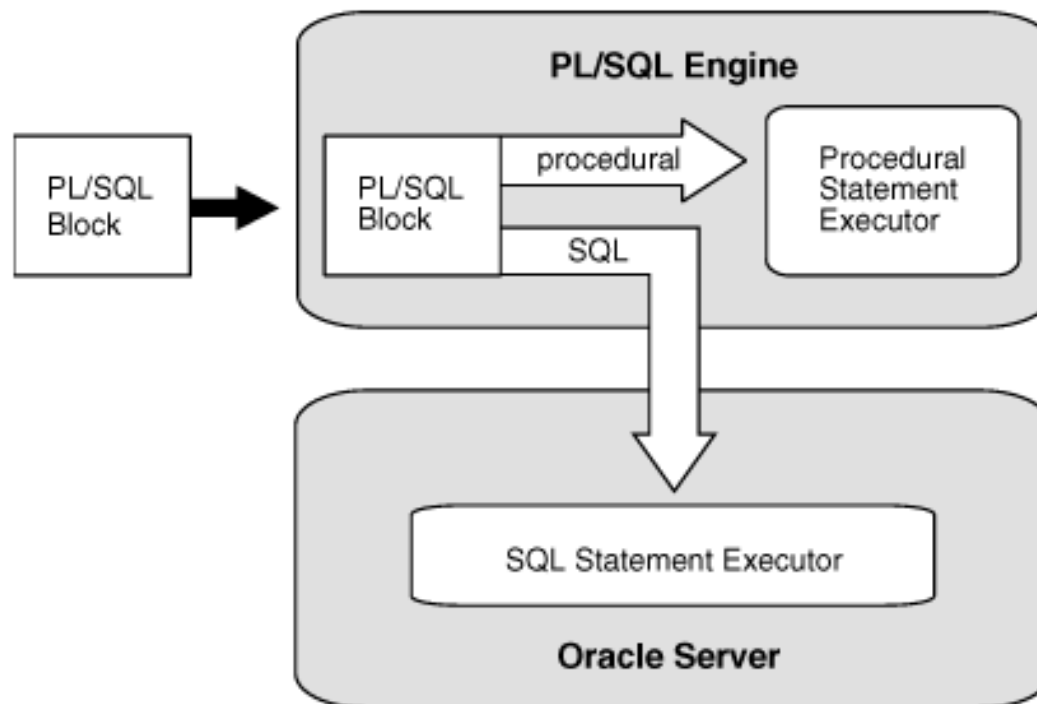 PL/SQL Engine
PL/SQL
Block
PL/SQL
Block
procedural
SQL
Procedural
Statement
Executor
SQL Statement Executor
Oracle Server